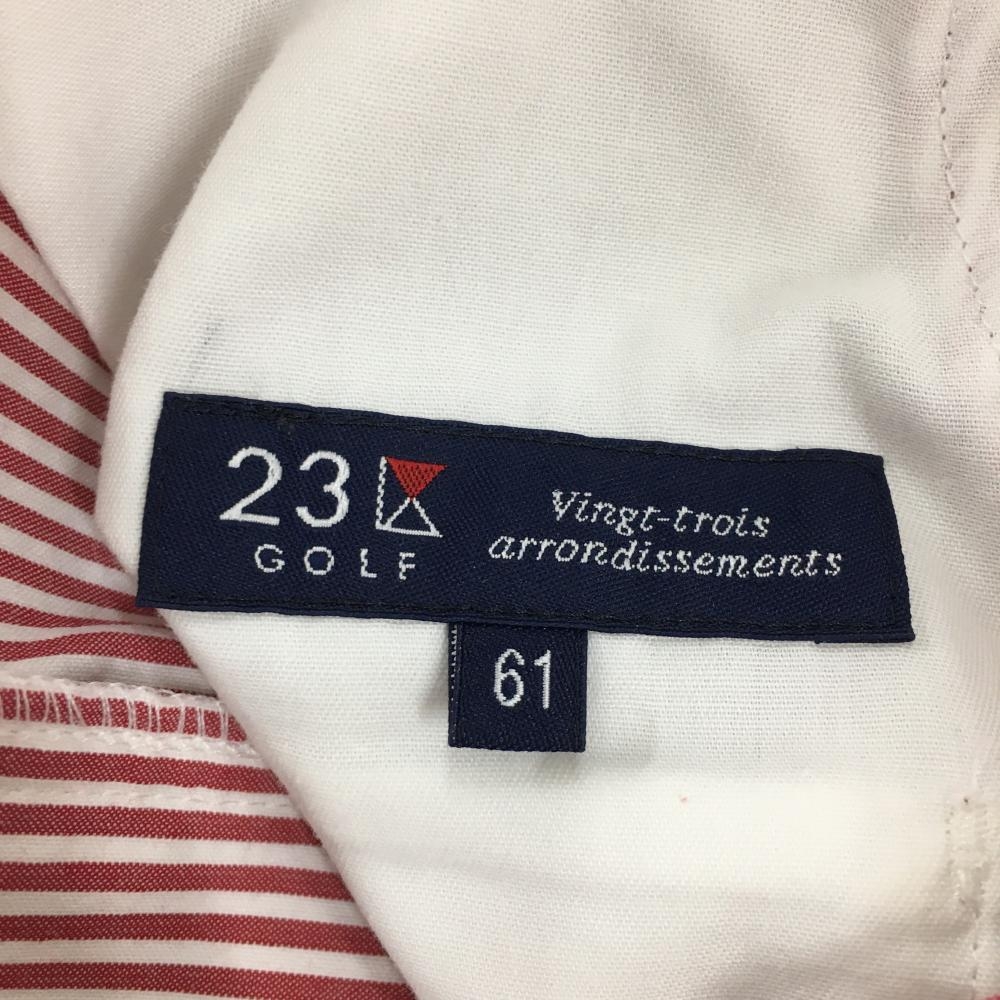 23
GOLF
Vingt-trois
arrondissements
61